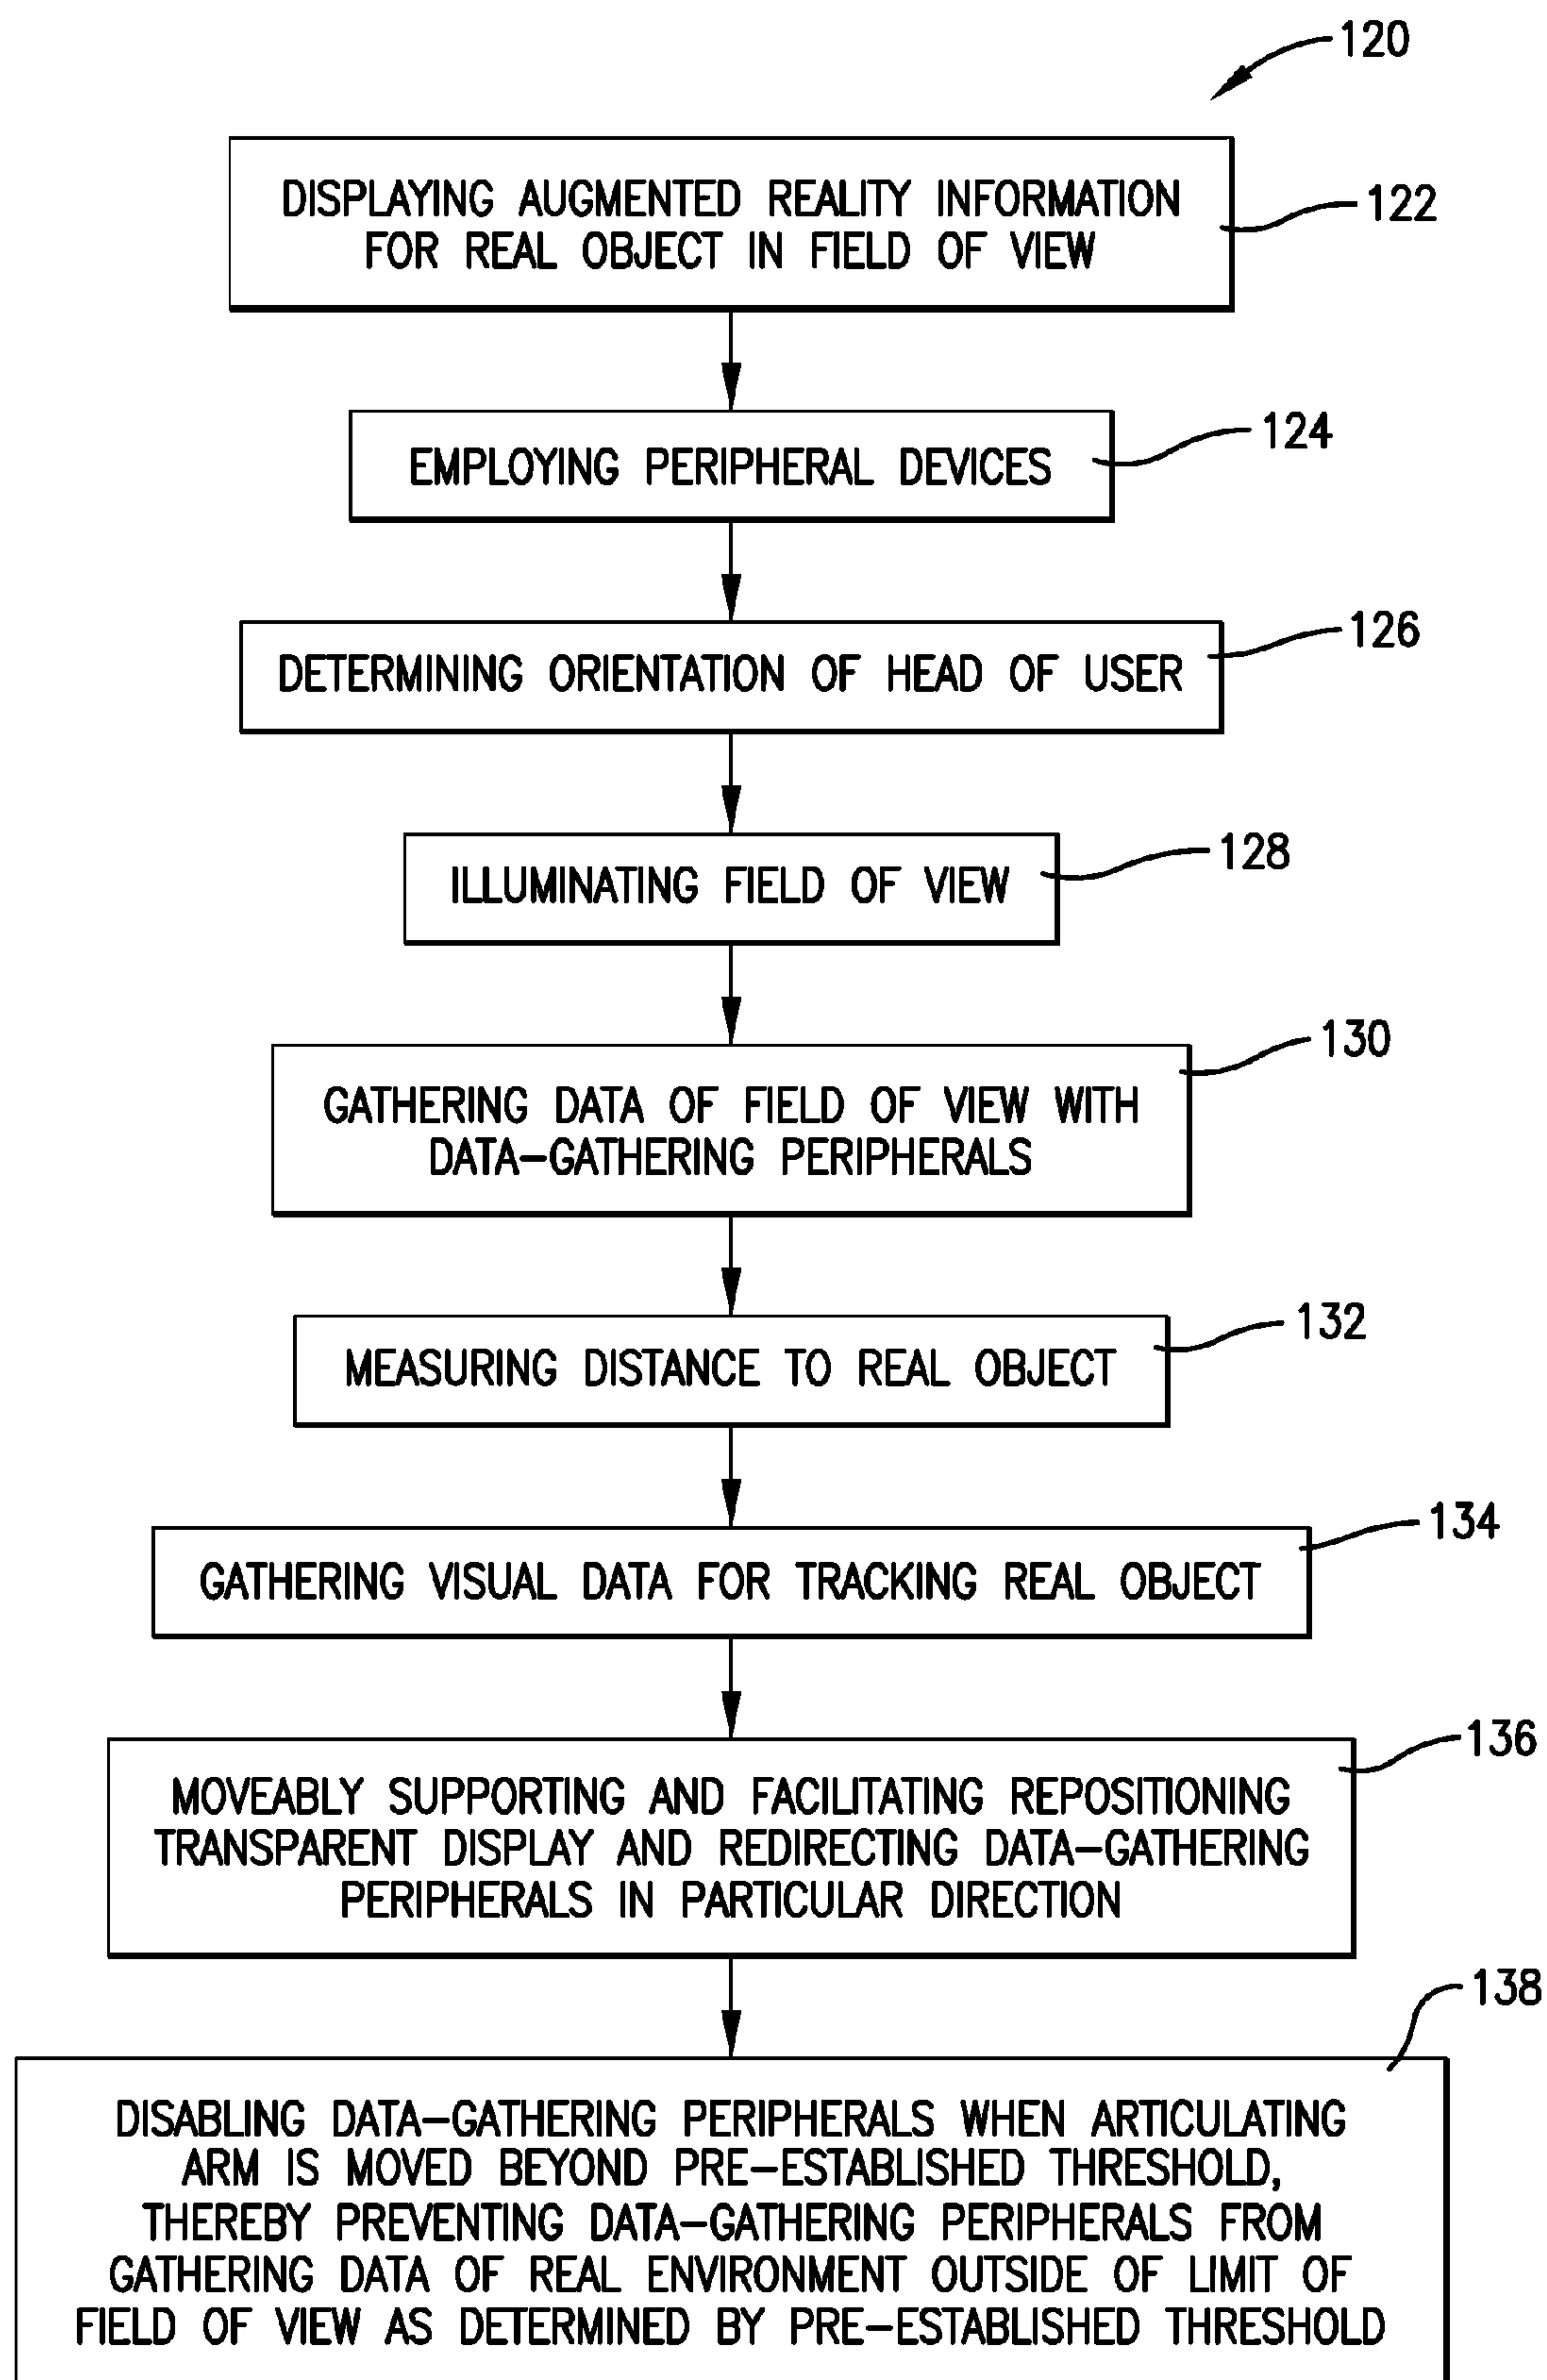 120
DISPLAYING AUGMENTED REALITY INFORMATION
FOR REAL OBJECT IN FIELD OF VIEW
122
EMPLOYING PERIPHERAL DEVICES
124
DETERMINING ORIENTATION OF HEAD OF USER
126
ILLUMINATING FIELD OF VIEW
128
GATHERING DATA OF FIELD OF VIEW WITH
DATA-GATHERING PERIPHERALS
130
MEASURING DISTANCE TO REAL OBJECT
132
GATHERING VISUAL DATA FOR TRACKING REAL OBJECT
134
MOVEABLY SUPPORTING AND FACILITATING REPOSITIONING
TRANSPARENT DISPLAY AND REDIRECTING DATA-GATHERING
PERIPHERALS IN PARTICULAR DIRECTION
136
DISABLING DATA-GATHERING PERIPHERALS WHEN ARTICULATING
ARM IS MOVED BEYOND PRE-ESTABLISHED THRESHOLD,
THEREBY PREVENTING DATA-GATHERING PERIPHERALS FROM
GATHERING DATA OF REAL ENVIRONMENT OUTSIDE OF LIMIT OF
FIELD OF VIEW AS DETERMINED BY PRE-ESTABLISHED THRESHOLD
138